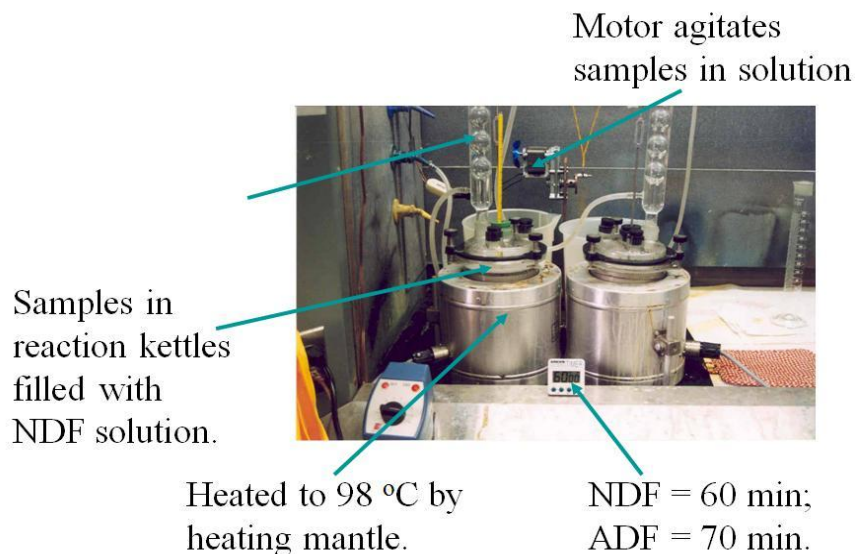 Motor agitates
samples in solution
Samples in
reaction kettles
filled with
NDF solution.
Heated to 98 °C by
heating mantle.
NDF = 60 min;
ADF = 70 min.